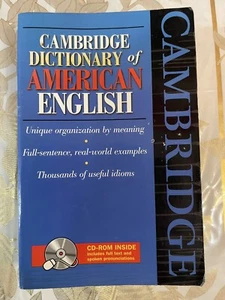 CAMBRIDGE
DICTIONARY of
AMERICAN
ENGLISH
Unique organization by meaning
•
Full-sentence, real-world examples
•
Thousands of useful idioms
CD-ROM INSIDE
includes full text and
spoken pronunciations
CAMBRIDGE